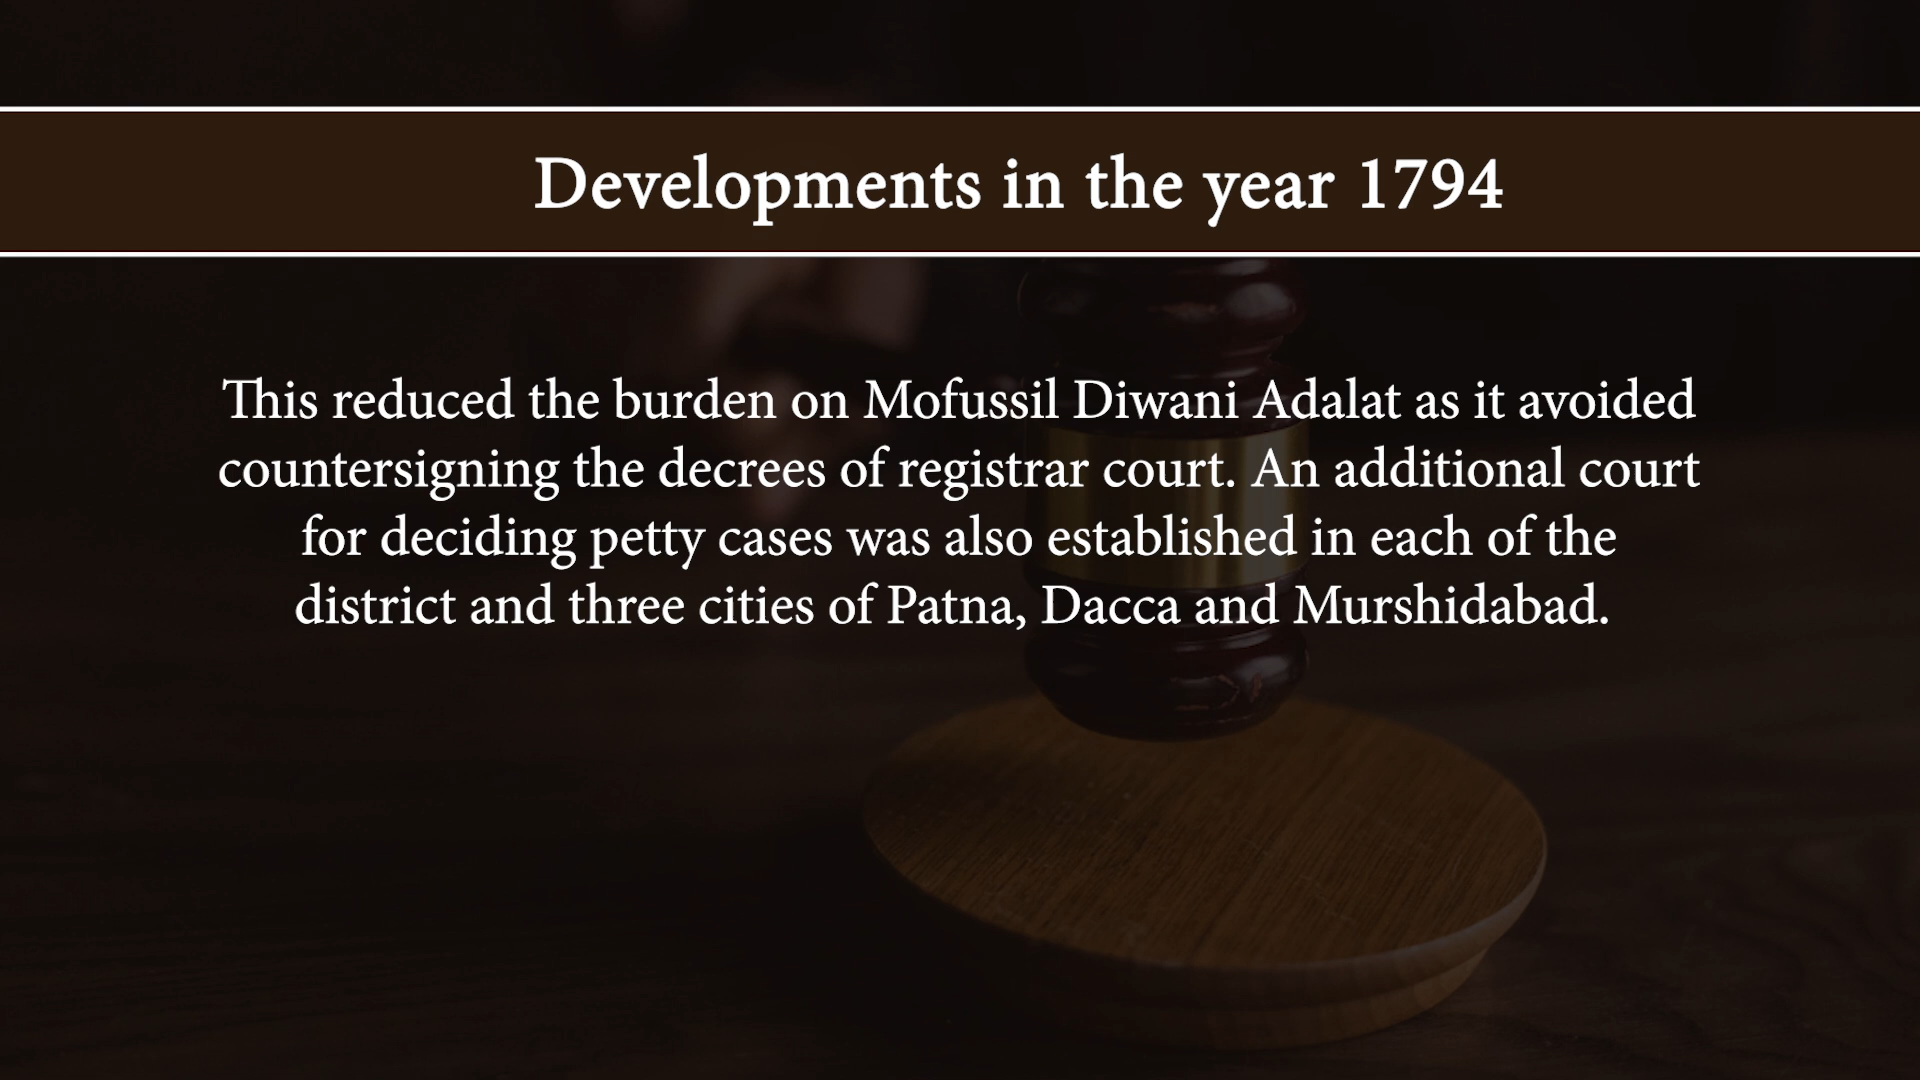 Developments in the year 1794
This reduced the burden on Mofussil Diwani Adalat as it avoided
countersigning the decrees of registrar court. An additional court
for deciding petty cases was also established in each of the
district and three cities of Patna, Dacca and Murshidabad.